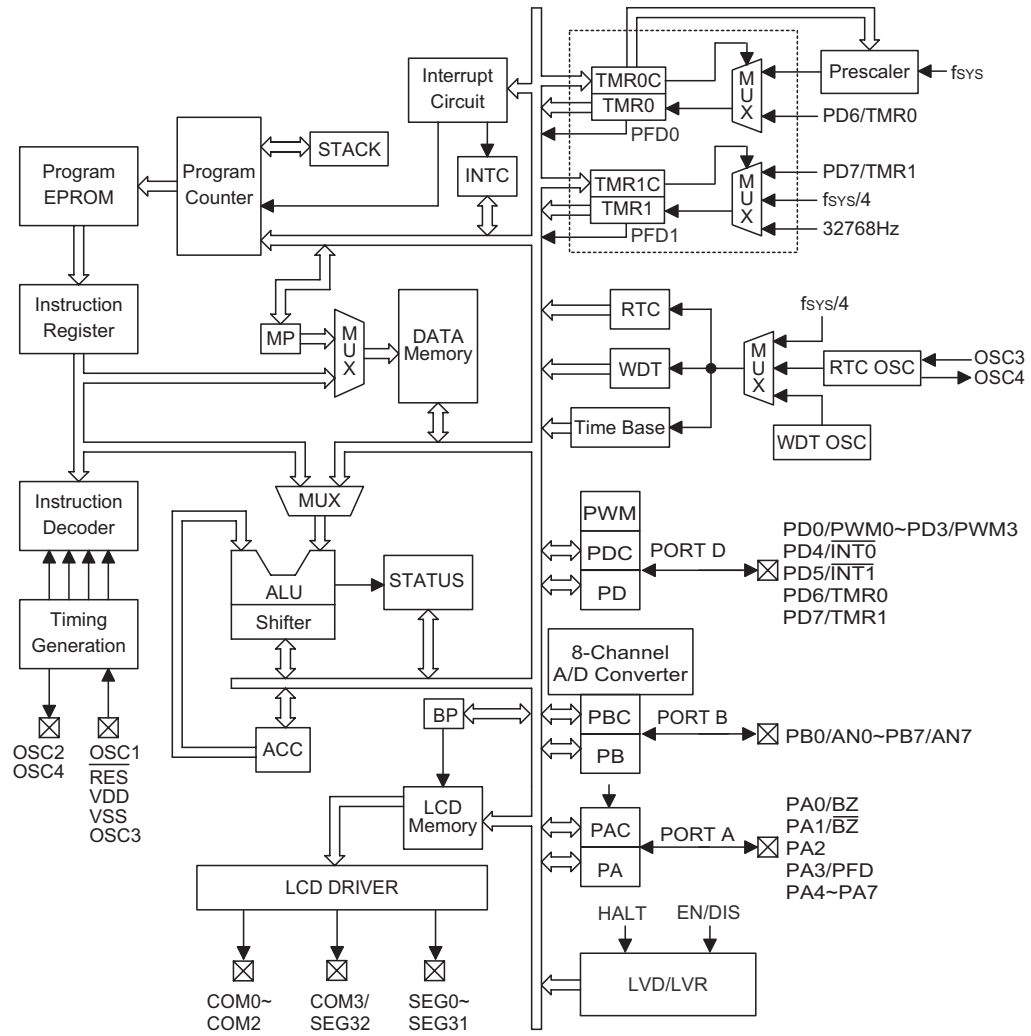 Interrupt
Circuit
TMR0C
TMR0
PFD0
MUX
Prescaler
fSYS
PD6/TMR0
Program
EPROM
Program
Counter
STACK
INTC
TMR1C
TMR1
PFD1
MUX
PD7/TMR1
fSYS/4
32768Hz
Instruction
Register
MP
MUX
DATA
Memory
RTC
WDT
Time Base
MUX
fSYS/4
RTC OSC
OSC3
OSC4
WDT OSC
Instruction
Decoder
MUX
ALU
Shifter
STATUS
PWM
PDC
PD
PORT D
PD0/PWM0~PD3/PWM3
PD4/I̅N̅T̅0̅
PD5/I̅N̅T̅1̅
PD6/TMR0
PD7/TMR1
Timing
Generation
OSC2
OSC4
OSC1
R̅E̅S̅
VDD
VSS
OSC3
ACC
BP
8-Channel
A/D Converter
PBC
PB
PORT B
PB0/AN0~PB7/AN7
LCD
Memory
PAC
PA
PORT A
PA0/BZ
PA1/B̅Z̅
PA2
PA3/PFD
PA4~PA7
LCD DRIVER
COM0~
COM2
COM3/
SEG32
SEG0~
SEG31
HALT
EN/DIS
LVD/LVR